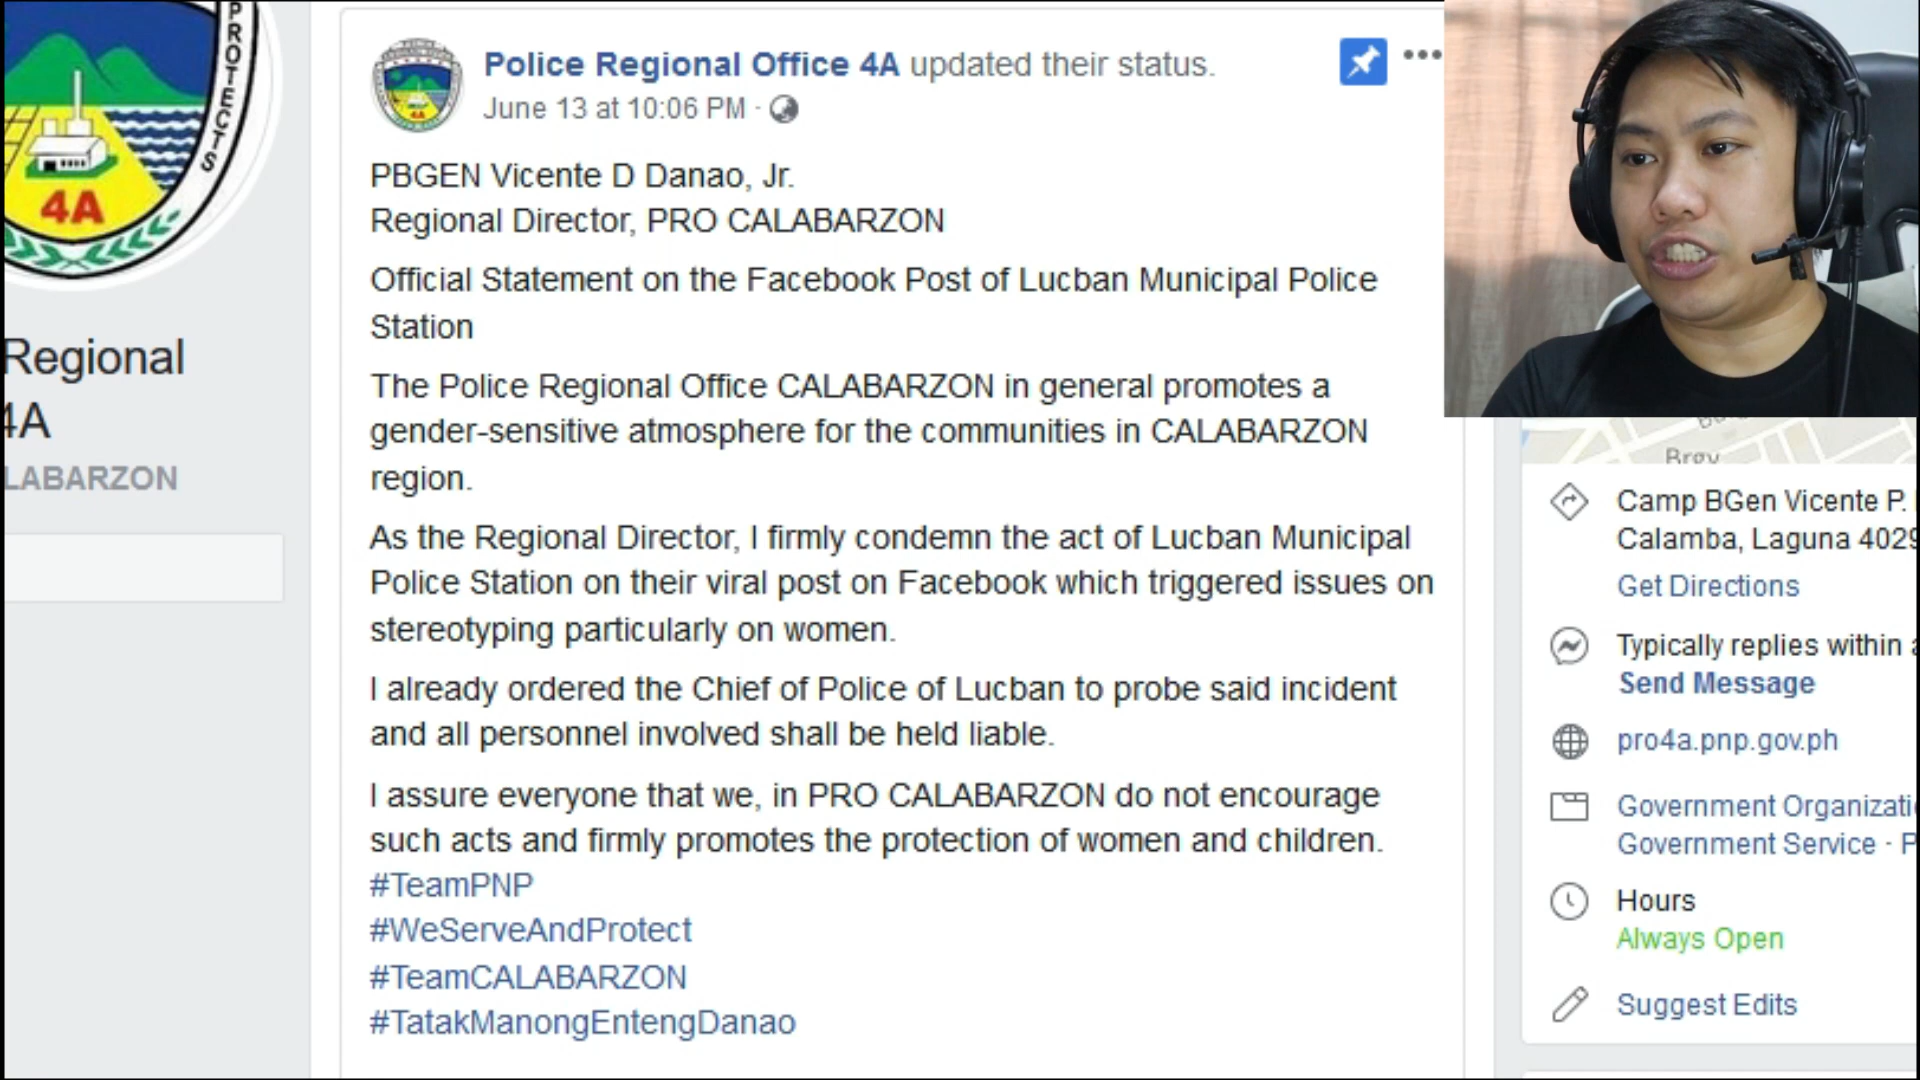 PROTECTS
4A
Regional
4A
LABARZON
Police Regional Office 4A updated their status.
June 13 at 10:06 PM ·
PBGEN Vicente D Danao, Jr.
Regional Director, PRO CALABARZON
Official Statement on the Facebook Post of Lucban Municipal Police
Station
The Police Regional Office CALABARZON in general promotes a
gender-sensitive atmosphere for the communities in CALABARZON
region.
As the Regional Director, I firmly condemn the act of Lucban Municipal
Police Station on their viral post on Facebook which triggered issues on
stereotyping particularly on women.
I already ordered the Chief of Police of Lucban to probe said incident
and all personnel involved shall be held liable.
I assure everyone that we, in PRO CALABARZON do not encourage
such acts and firmly promotes the protection of women and children.
#TeamPNP
#WeServeAndProtect
#TeamCALABARZON
#TatakManongEntengDanao
Brgy
Camp BGen Vicente P.
Calamba, Laguna 4029
Get Directions
Typically replies within a
Send Message
pro4a.pnp.gov.ph
Government Organizati
Government Service · P
Hours
Always Open
Suggest Edits